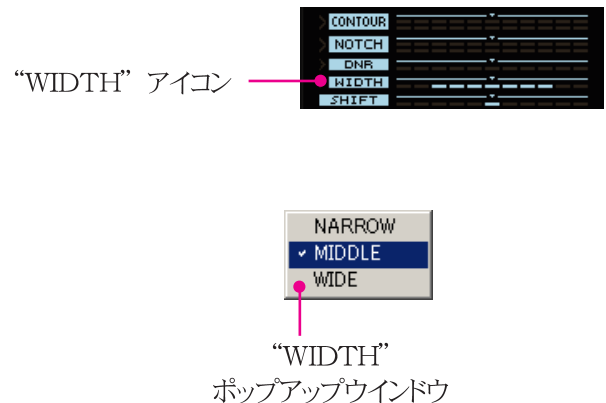 CONTOUR
NOTCH
DNR
“WIDTH” アイコン
WIDTH
SHIFT
NARROW
✓ MIDDLE
WIDE
“WIDTH”
ポップアップウインドウ